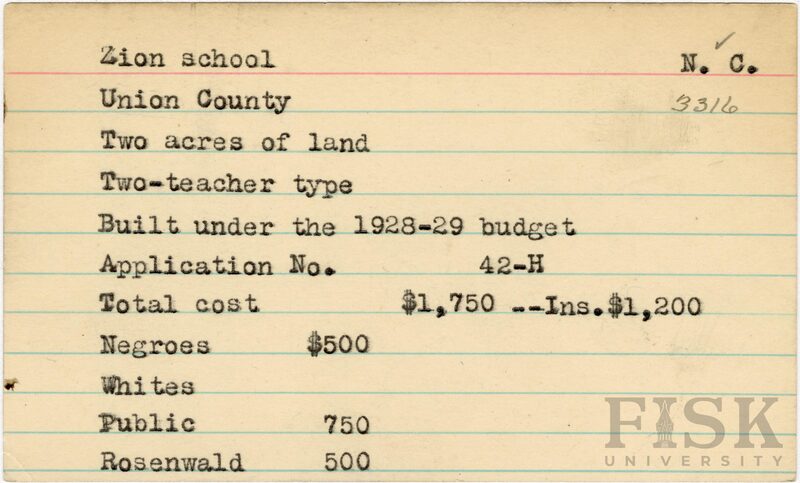 Zion school N. C.
Union County 3316
Two acres of land
Two-teacher type
Built under the 1928-29 budget
Application No. 42-H
Total cost $1,750 --Ins.$1,200
Negroes $500
Whites
Public 750
Rosenwald 500
FISK
UNIVERSITY